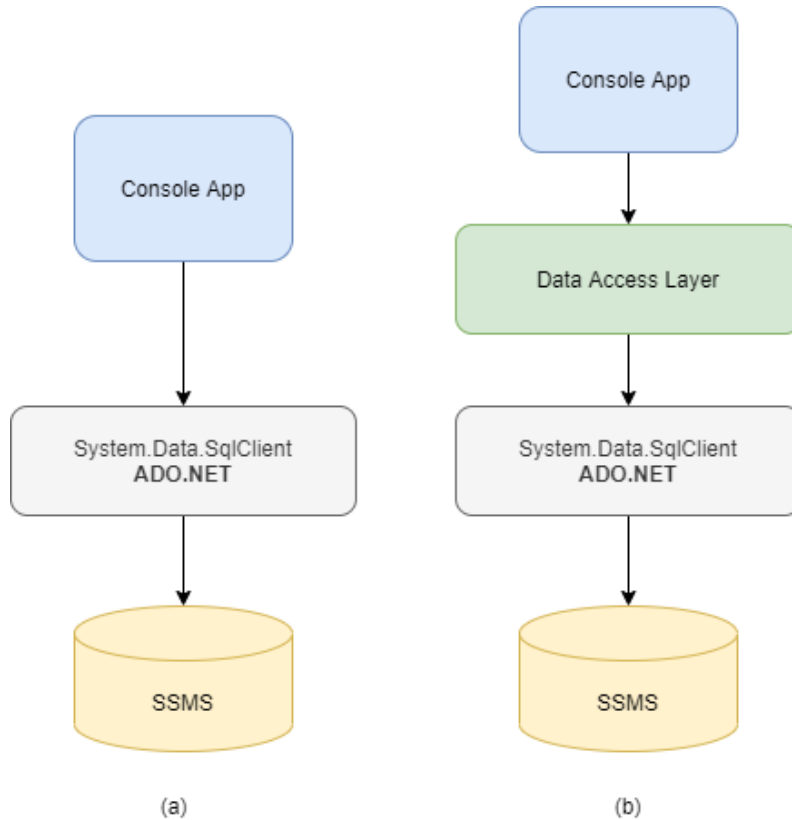 Console App
System.Data.SqlClient
ADO.NET
SSMS
(a)
Console App
Data Access Layer
System.Data.SqlClient
ADO.NET
SSMS
(b)